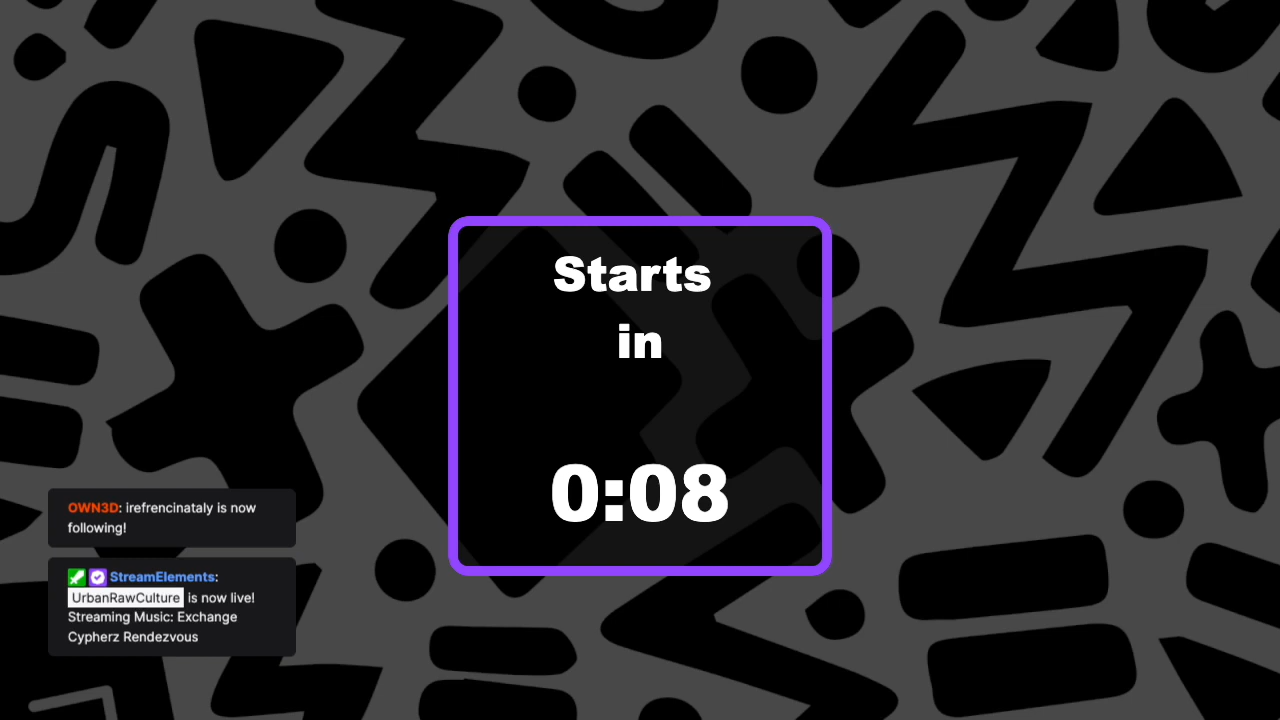 Starts
in
0:08
OWN3D: irefrencinataly is now
following!
StreamElements:
UrbanRawCulture is now live!
Streaming Music: Exchange
Cypherz Rendezvous